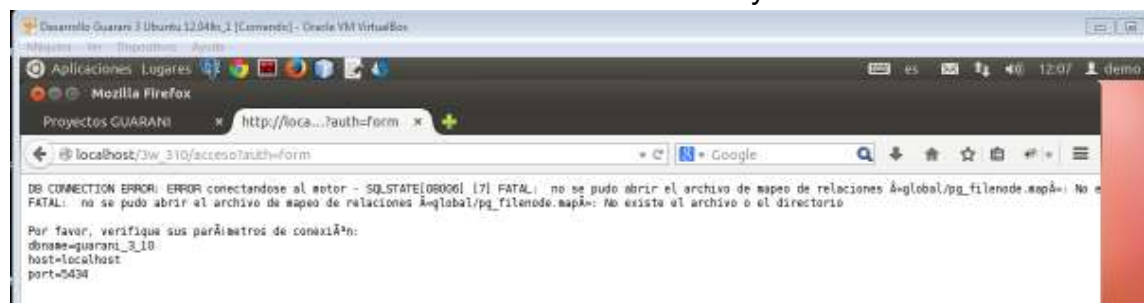 y
Desarrollo Guarani 3 Ubuntu 12.04lts_1 [Corriendo] - Oracle VM VirtualBox
Máquina Ver Dispositivos Ayuda
Aplicaciones Lugares es 12:07 demo
Mozilla Firefox
Proyectos GUARANI × http://loca...?auth=form ×
localhost/3w_310/acceso?auth=form Google
DB CONNECTION ERROR: ERROR conectandose al motor - SQLSTATE[08006] [7] FATAL: no se pudo abrir el archivo de mapeo de relaciones Â«global/pg_filenode.mapÂ»: No e
FATAL: no se pudo abrir el archivo de mapeo de relaciones Â«global/pg_filenode.mapÂ»: No existe el archivo o el directorio
Por favor, verifique sus parÃ¡metros de conexiÃ³n:
dbname=guarani_3_10
host=localhost
port=5434